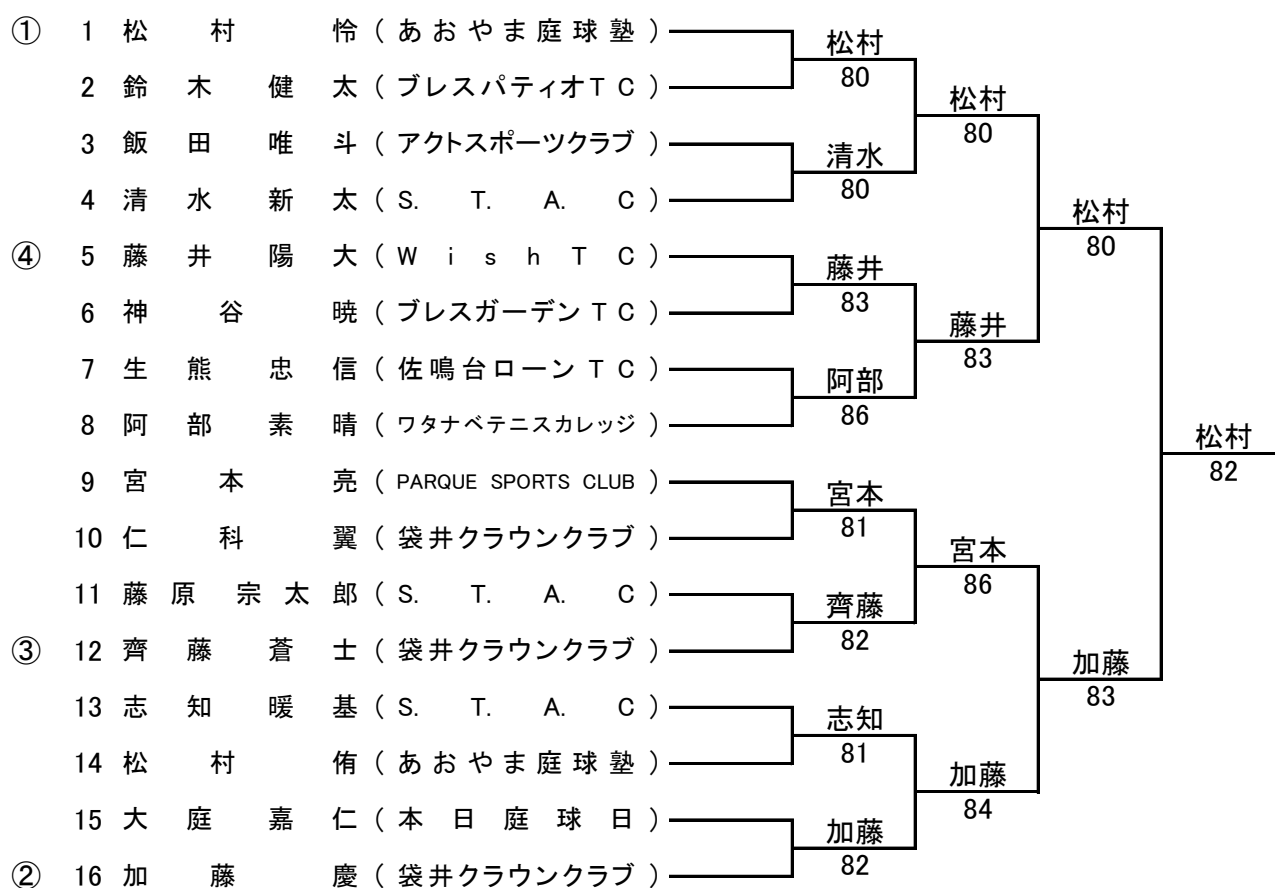 ① 1 松村 怜 (あおやま庭球塾)
2 鈴木 健太 (ブレスパティオTC)
3 飯田 唯斗 (アクトスポーツクラブ)
4 清水 新太 (S.T.A.C)
④ 5 藤井 陽大 (WishTC)
6 神谷 暁 (ブレスガーデンTC)
7 生熊 忠信 (佐鳴台ローンTC)
8 阿部 素晴 (ワタナベテニスカレッジ)
9 宮本 亮 (PARQUE SPORTS CLUB)
10 仁科 翼 (袋井クラウンクラブ)
11 藤原 宗太郎 (S.T.A.C)
③ 12 齊藤 蒼士 (袋井クラウンクラブ)
13 志知 暖基 (S.T.A.C)
14 松村 侑 (あおやま庭球塾)
15 大庭 嘉仁 (本日庭球日)
② 16 加藤 慶 (袋井クラウンクラブ)
松村
80
清水
80
藤井
83
阿部
86
宮本
81
齊藤
82
志知
81
加藤
82
松村
80
藤井
83
宮本
86
加藤
84
松村
80
加藤
83
松村
82